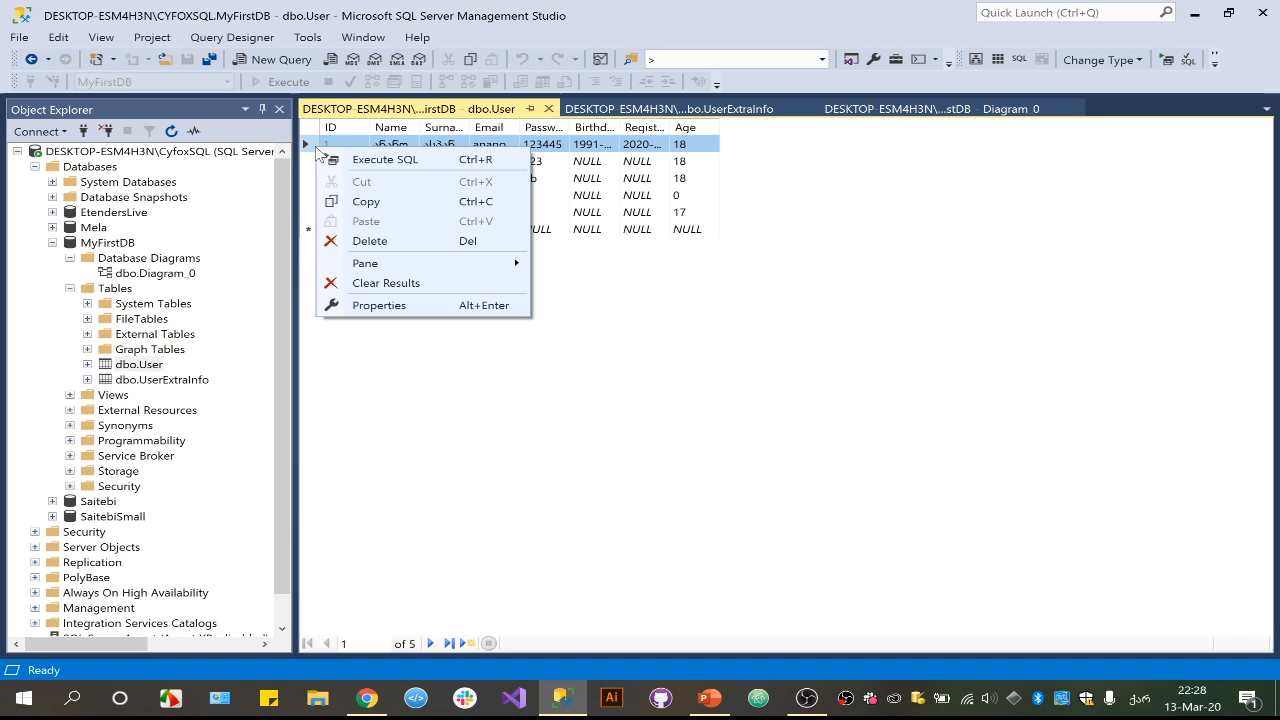 DESKTOP-ESM4H3N\CYFOXSQL.MyFirstDB - dbo.User - Microsoft SQL Server Management Studio
Quick Launch (Ctrl+Q)
File Edit View Project Query Designer Tools Window Help
New Query
>
Change Type
MyFirstDB
Execute
Object Explorer
DESKTOP-ESM4H3N\...irstDB - dbo.User
DESKTOP-ESM4H3N\...bo.UserExtraInfo
DESKTOP-ESM4H3N\...stDB - Diagram_0
Connect
ID Name Surna... Email Passw... Birthd... Regist... Age
1 123445 1991-... 2020-... 18
NULL NULL 18
NULL NULL 18
NULL NULL 0
NULL NULL 17
NULL NULL NULL
Execute SQL Ctrl+R
Cut Ctrl+X
Copy Ctrl+C
Paste Ctrl+V
Delete Del
Pane
Clear Results
Properties Alt+Enter
DESKTOP-ESM4H3N\CyfoxSQL (SQL Server
Databases
System Databases
Database Snapshots
EtendersLive
Mela
MyFirstDB
Database Diagrams
dbo.Diagram_0
Tables
System Tables
FileTables
External Tables
Graph Tables
dbo.User
dbo.UserExtraInfo
Views
External Resources
Synonyms
Programmability
Service Broker
Storage
Security
Saitebi
SaitebiSmall
Security
Server Objects
Replication
PolyBase
Always On High Availability
Management
Integration Services Catalogs
1 of 5
Ready
Ai
ქარ
22:28
13-Mar-20
1